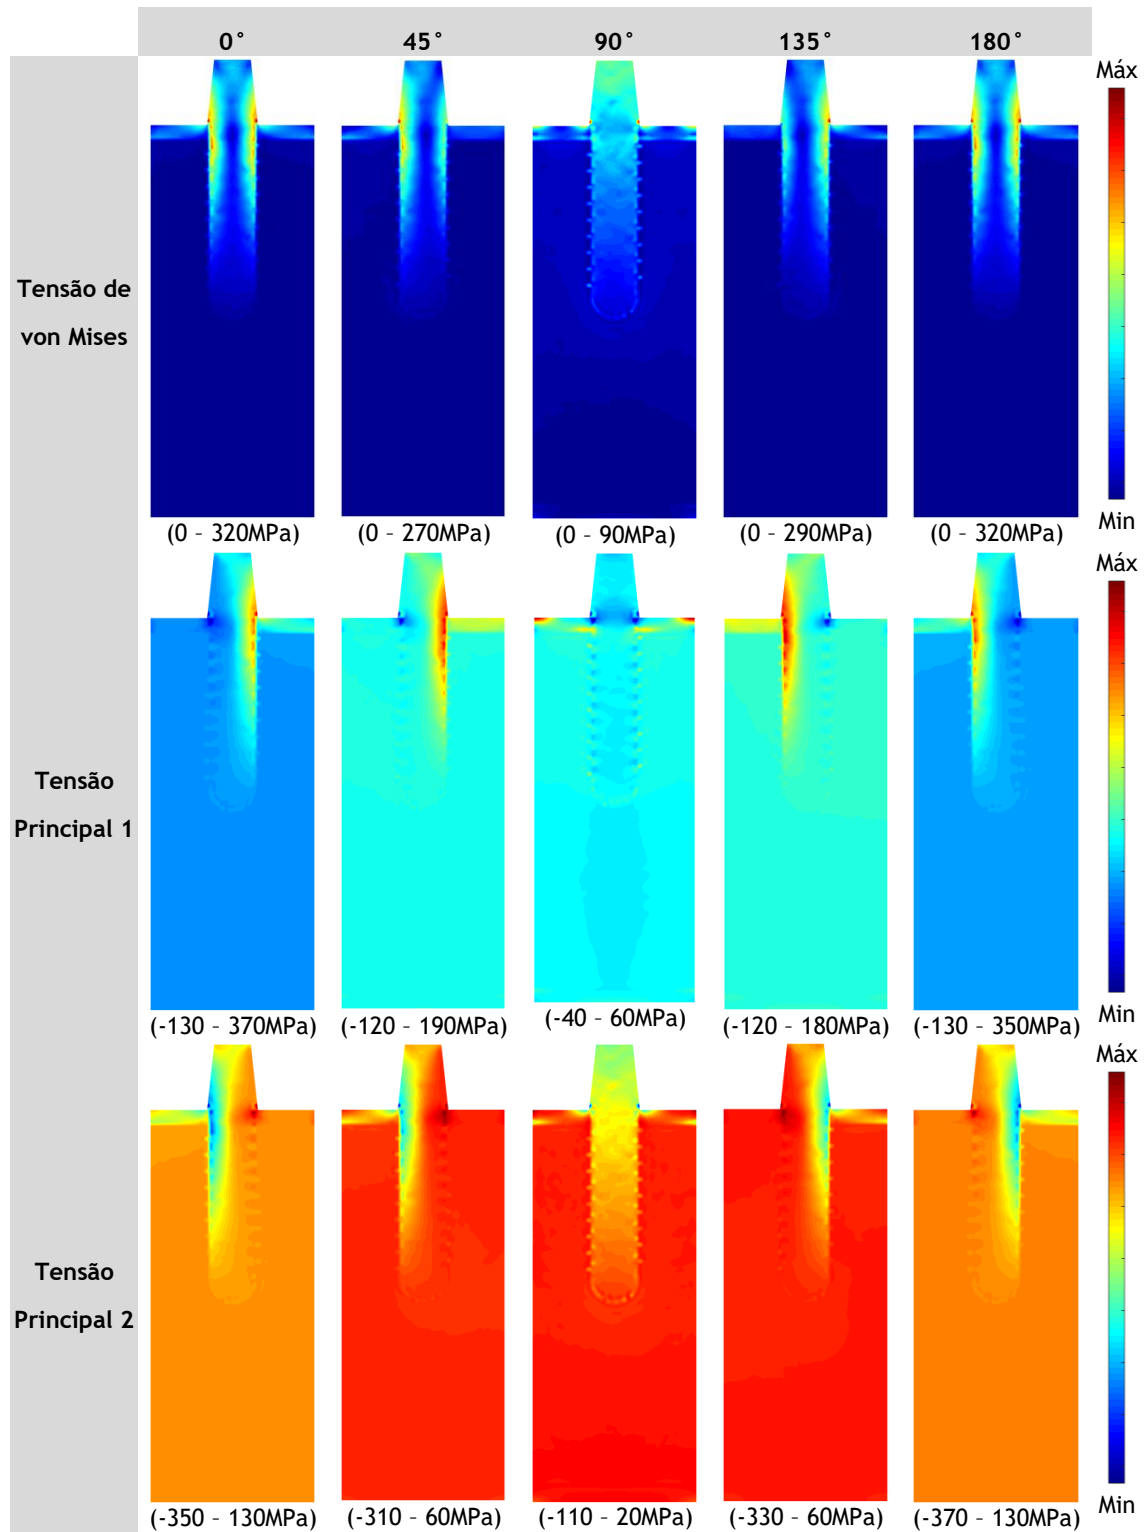 0° 45° 90° 135° 180°
Máx
Tensão de
von Mises
Min
(0 – 320MPa) (0 – 270MPa) (0 – 90MPa) (0 – 290MPa) (0 – 320MPa)
Máx
Tensão
Principal 1
Min
(-130 – 370MPa) (-120 – 190MPa) (-40 – 60MPa) (-120 – 180MPa) (-130 – 350MPa)
Máx
Tensão
Principal 2
Min
(-350 – 130MPa) (-310 – 60MPa) (-110 – 20MPa) (-330 – 60MPa) (-370 – 130MPa)